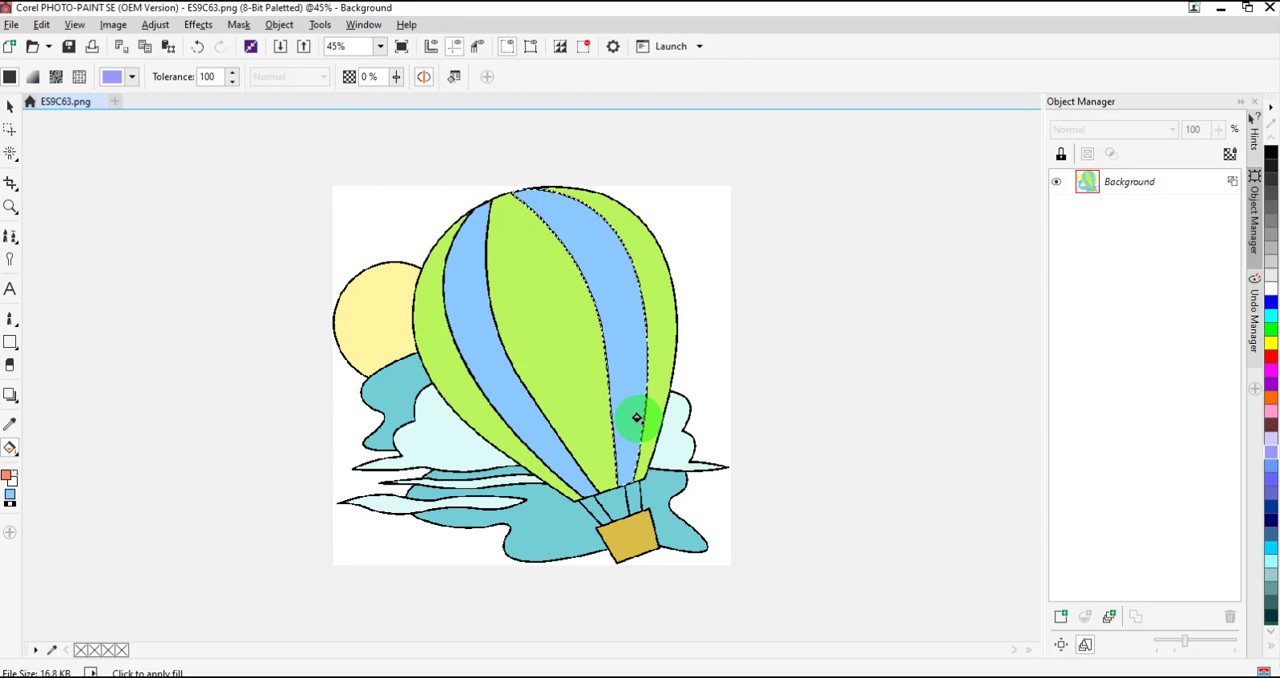 Corel PHOTO-PAINT SE (OEM Version) - ES9C63.png (8-Bit Paletted) @45% - Background
File Edit View Image Adjust Effects Mask Object Tools Window Help
45% Launch
Tolerance: 100 Normal 0 %
ES9C63.png
Object Manager
Normal 100 %
Background
Hints
Object Manager
Undo Manager
File Size: 16.8 KB Click to apply fill